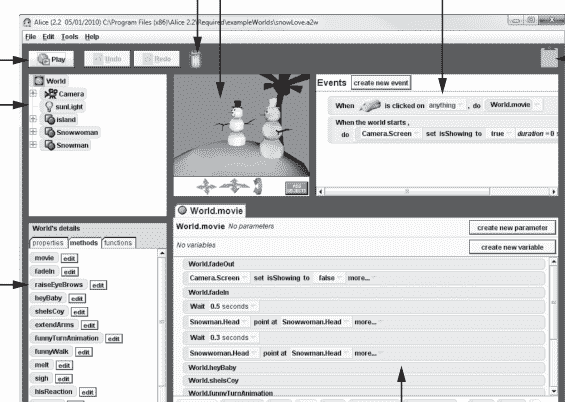 Alice (2.2 05/01/2010) C:\Program Files (x86)\Alice 2.2\Required\exampleWorlds\snowLove.a2w
File Edit Tools Help
Play Undo Redo
World
Camera
sunLight
island
Snowwoman
Snowman
ADD OBJECTS
Events create new event
When is clicked on anything , do World.movie
When the world starts ,
do Camera.Screen set isShowing to true duration = 0 s
World's details
properties methods functions
movie edit
fadeIn edit
raiseEyeBrows edit
heyBaby edit
sheIsCoy edit
extendArms edit
funnyTurnAnimation edit
funnyWalk edit
melt edit
sigh edit
hisReaction edit
World.movie
World.movie No parameters create new parameter
No variables create new variable
World.fadeOut
Camera.Screen set isShowing to false more...
World.fadeIn
Wait 0.5 seconds
Snowman.Head point at Snowwoman.Head more...
Wait 0.3 seconds
Snowwoman.Head point at Snowman.Head more...
World.heyBaby
World.sheIsCoy
World.funnyTurnAnimation